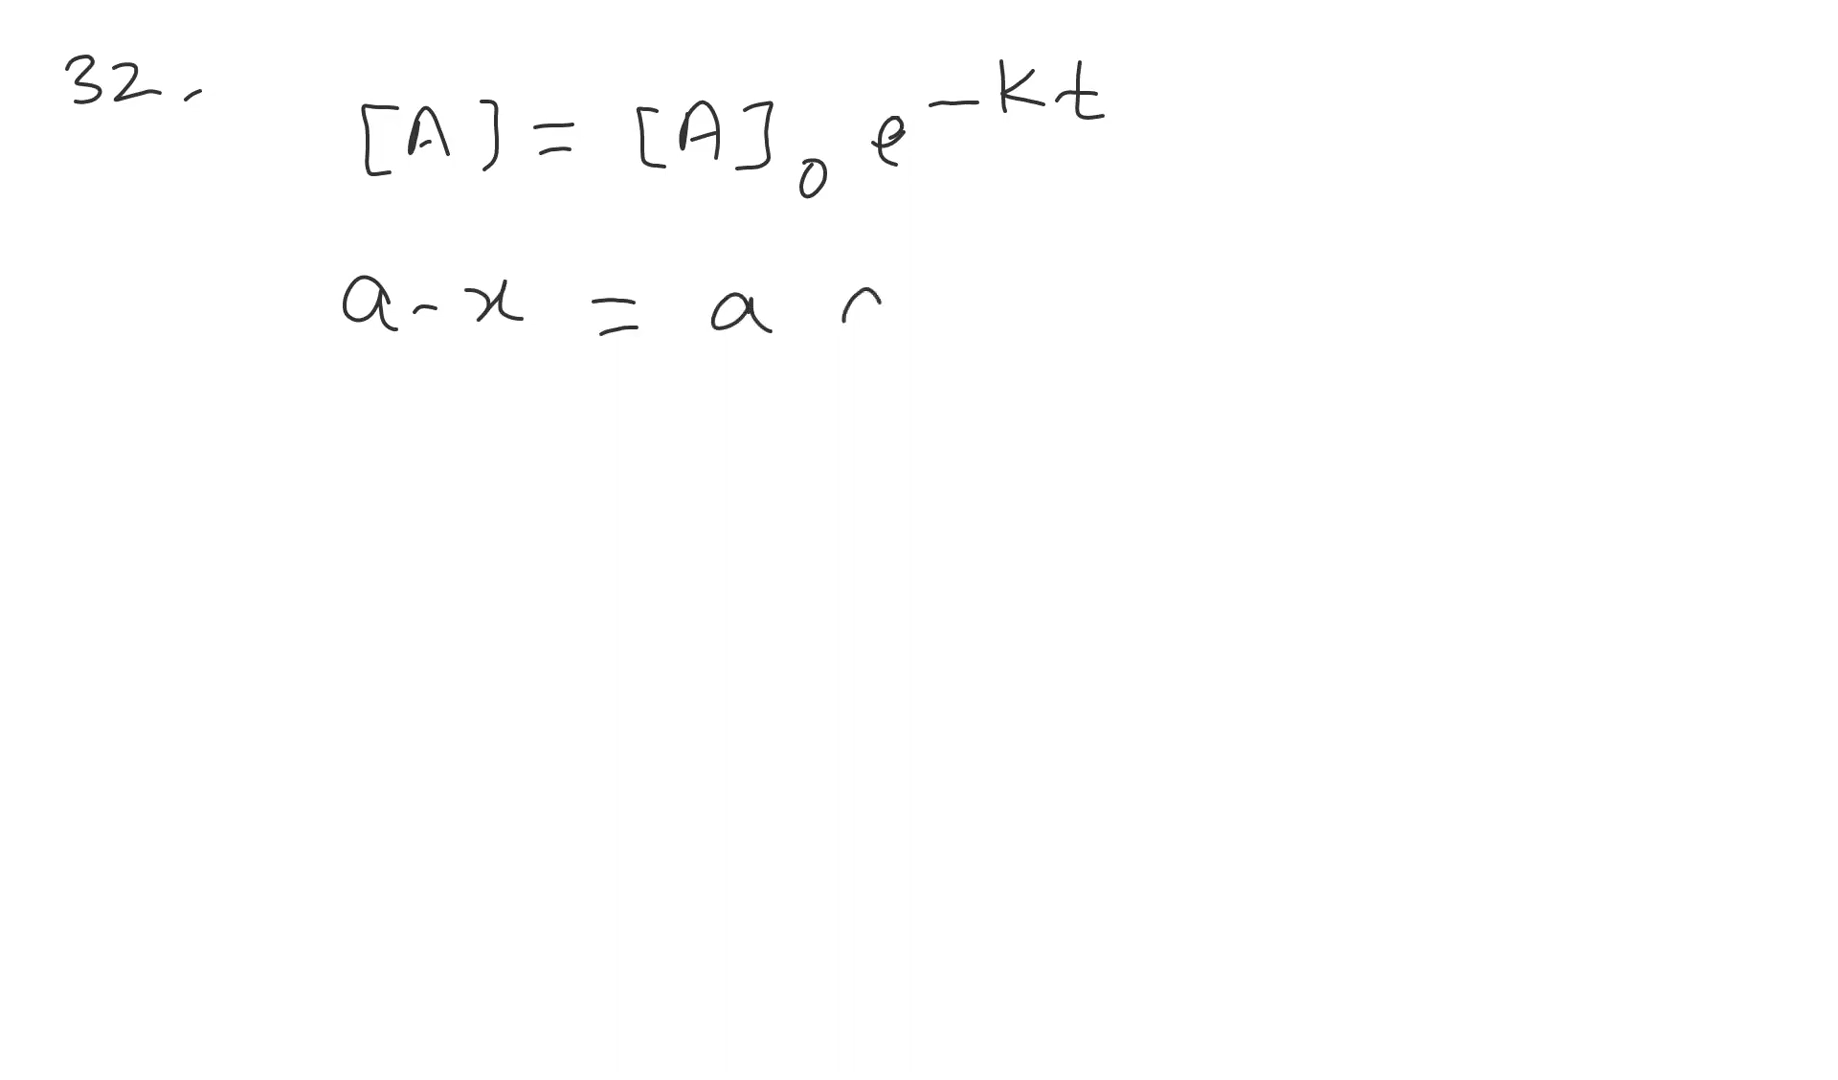 32.
[A] = [A]₀ e^{-kt}
a - x = a